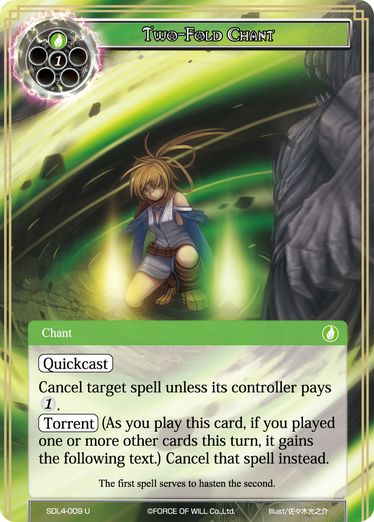 Two-Fold Chant
1
Chant
Quickcast
Cancel target spell unless its controller pays
1.
Torrent (As you play this card, if you played
one or more other cards this turn, it gains
the following text.) Cancel that spell instead.
The first spell serves to hasten the second.
SDL4-009 U ©FORCE OF WILL Co.,Ltd. Illust/佐々木光之介